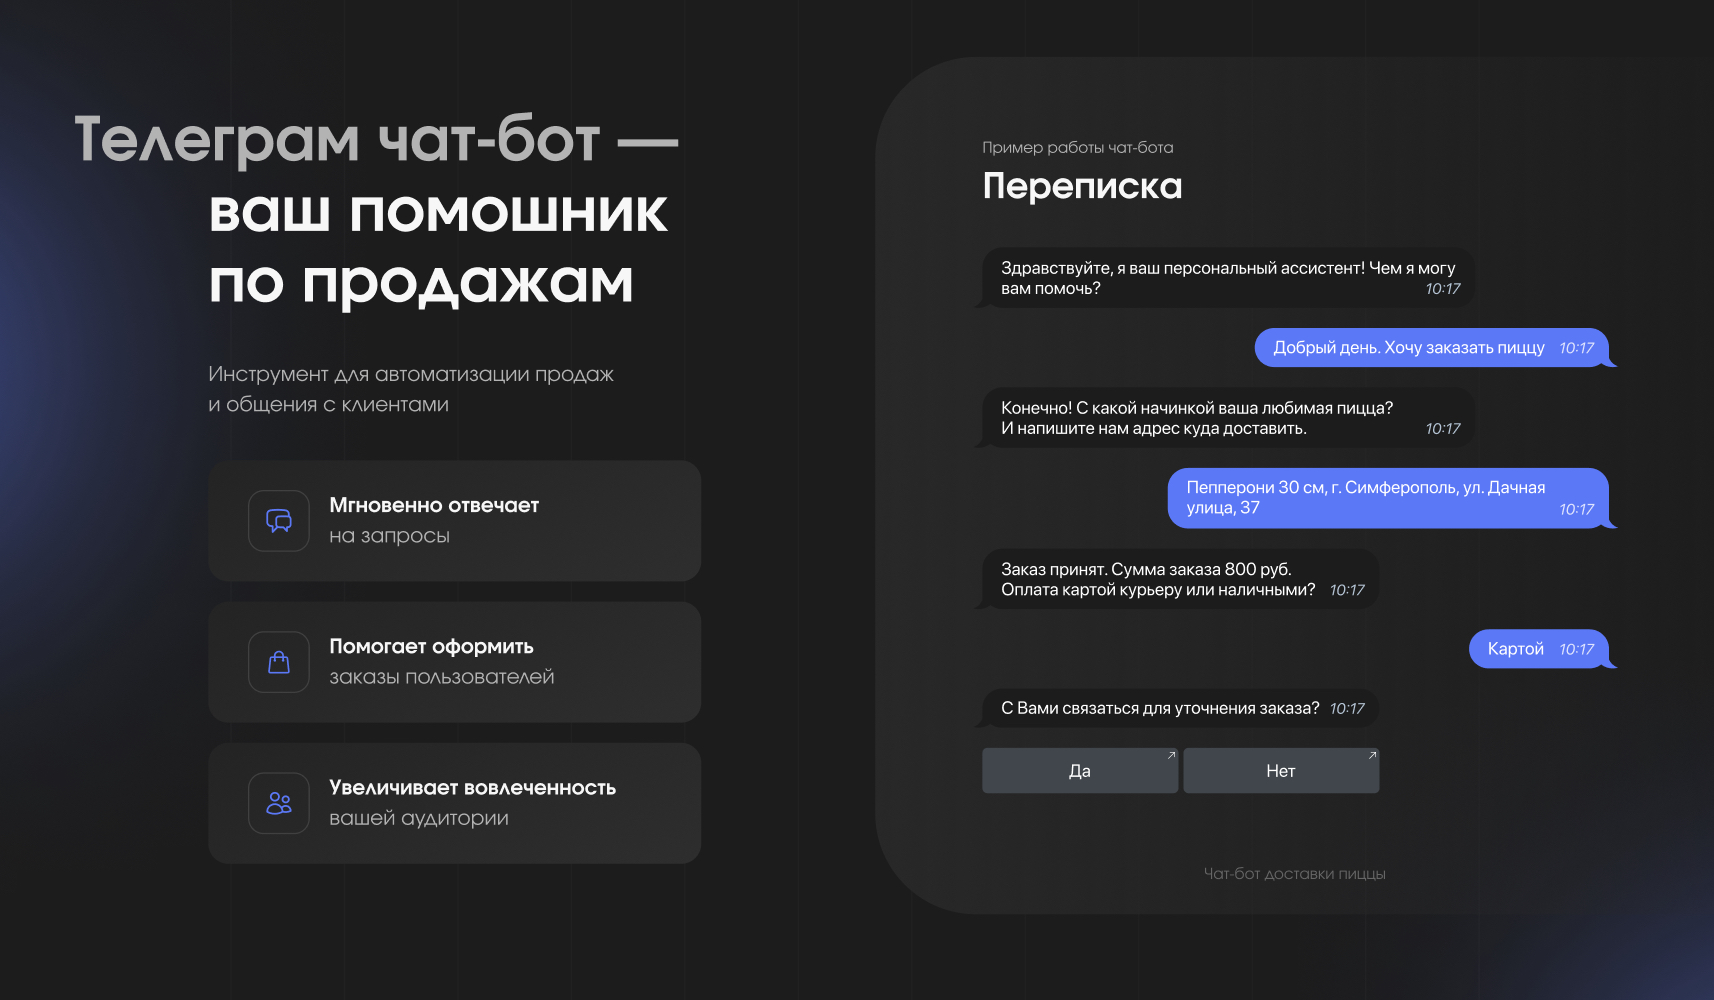 Телеграм чат-бот —
ваш помошник
по продажам
Инструмент для автоматизации продаж
и общения с клиентами
Мгновенно отвечает
на запросы
Помогает оформить
заказы пользователей
Увеличивает вовлеченность
вашей аудитории
Пример работы чат-бота
Переписка
Здравствуйте, я ваш персональный ассистент! Чем я могу
вам помочь? 10:17
Добрый день. Хочу заказать пиццу 10:17
Конечно! С какой начинкой ваша любимая пицца?
И напишите нам адрес куда доставить. 10:17
Пепперони 30 см, г. Симферополь, ул. Дачная
улица, 37 10:17
Заказ принят. Сумма заказа 800 руб.
Оплата картой курьеру или наличными? 10:17
Картой 10:17
С Вами связаться для уточнения заказа? 10:17
Да Нет
Чат-бот доставки пиццы